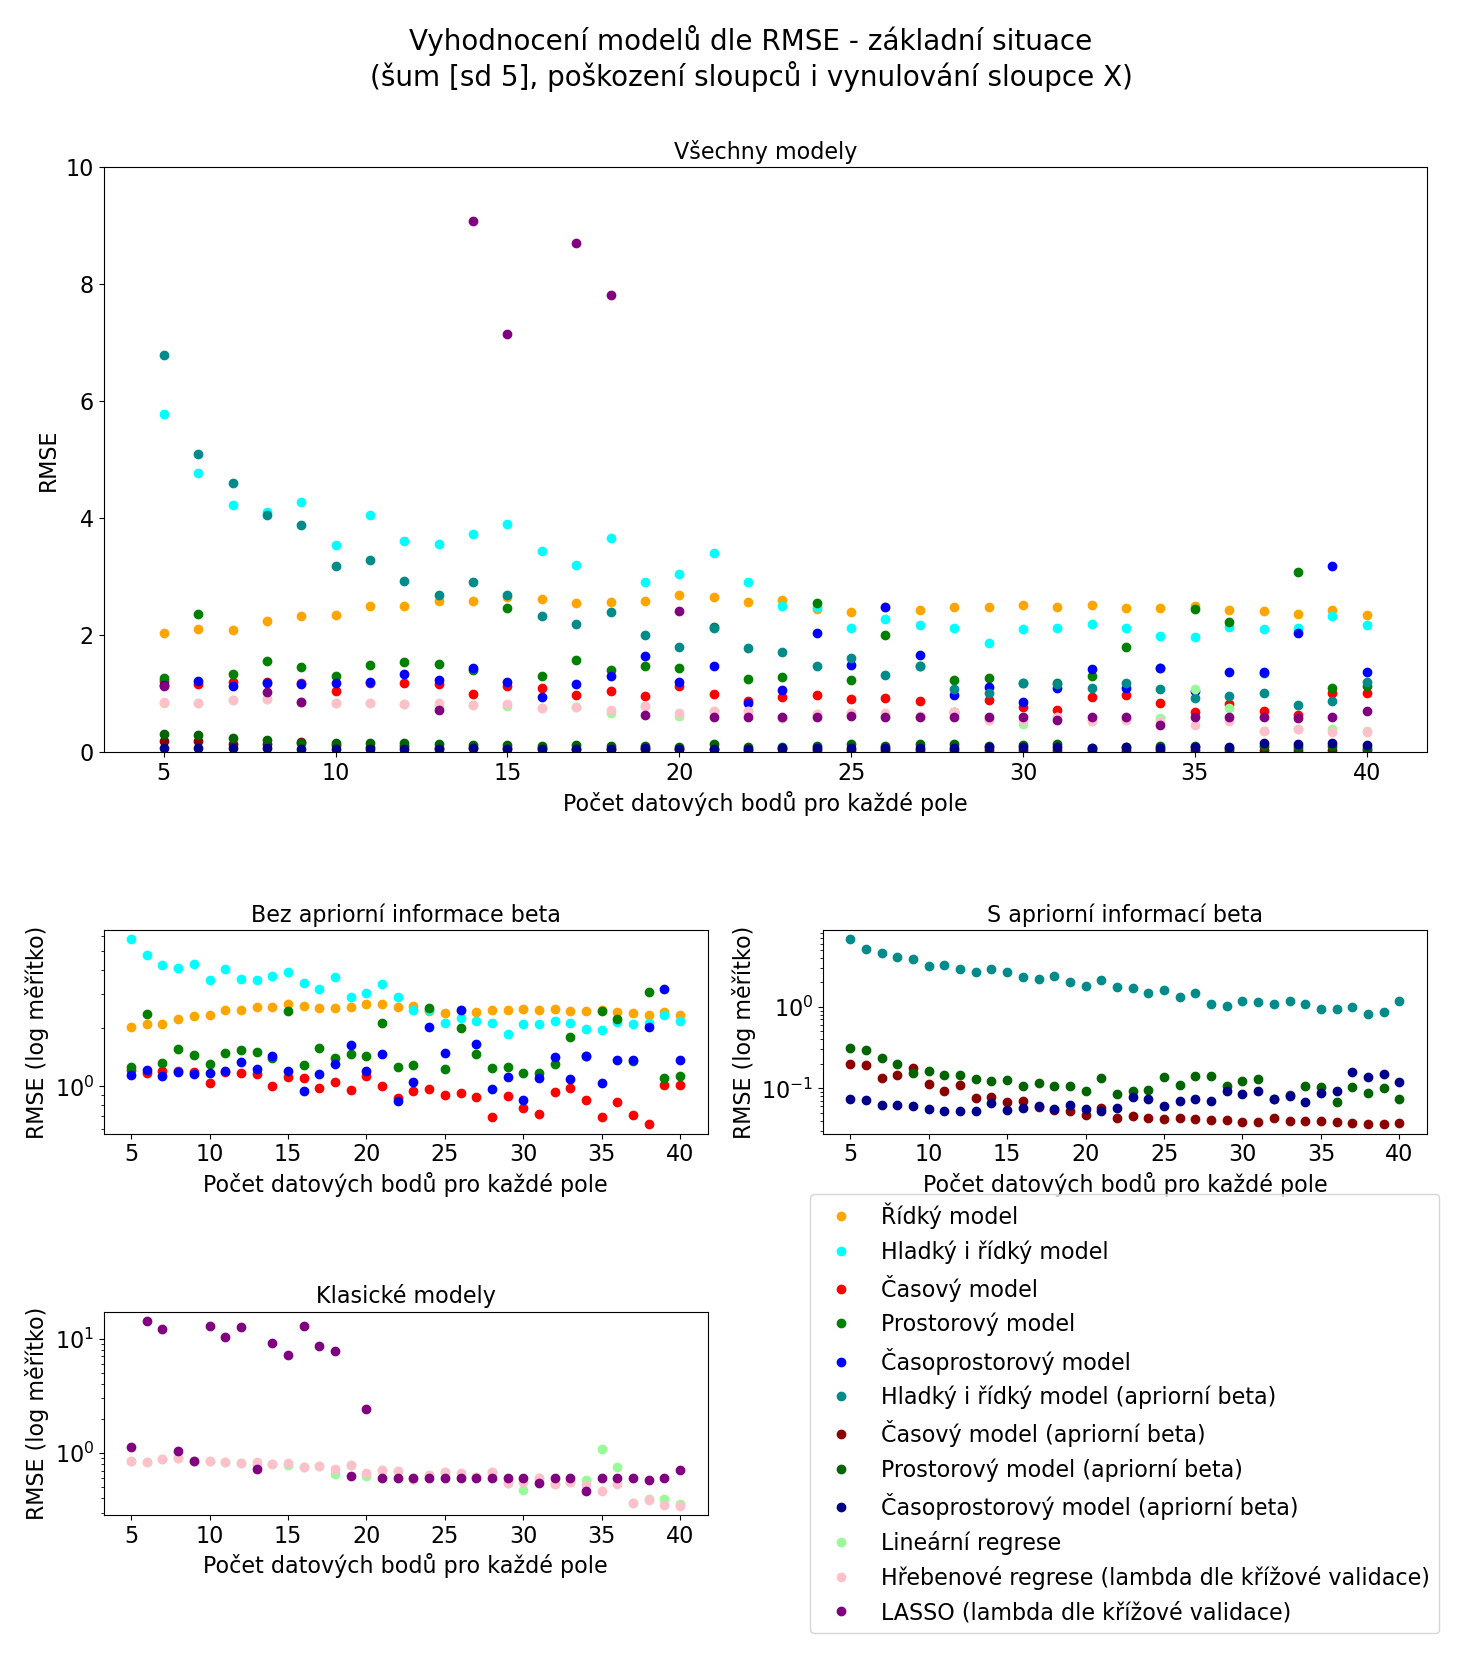 Vyhodnocení modelů dle RMSE - základní situace
(šum [sd 5], poškození sloupců i vynulování sloupce X)
Všechny modely
10
8
6
4
2
0
RMSE
5 10 15 20 25 30 35 40
Počet datových bodů pro každé pole
Bez apriorní informace beta
RMSE (log měřítko)
10⁰
5 10 15 20 25 30 35 40
Počet datových bodů pro každé pole
S apriorní informací beta
RMSE (log měřítko)
10⁰
10⁻¹
5 10 15 20 25 30 35 40
Počet datových bodů pro každé pole
Klasické modely
RMSE (log měřítko)
10¹
10⁰
5 10 15 20 25 30 35 40
Počet datových bodů pro každé pole
Řídký model
Hladký i řídký model
Časový model
Prostorový model
Časoprostorový model
Hladký i řídký model (apriorní beta)
Časový model (apriorní beta)
Prostorový model (apriorní beta)
Časoprostorový model (apriorní beta)
Lineární regrese
Hřebenové regrese (lambda dle křížové validace)
LASSO (lambda dle křížové validace)